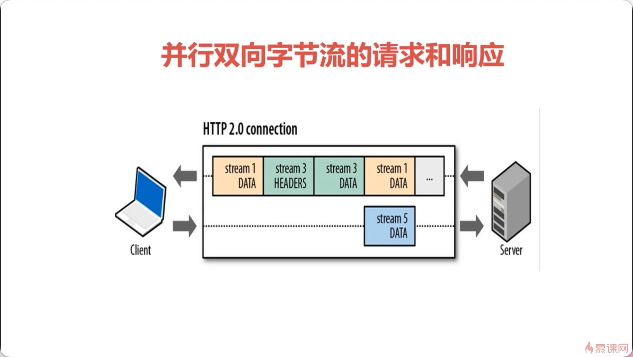 并行双向字节流的请求和响应
HTTP 2.0 connection
stream 1
DATA
stream 3
HEADERS
stream 3
DATA
stream 1
DATA
...
stream 5
DATA
Client
Server
慕课网